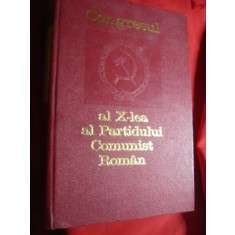 Congresul
al X-lea
al Partidului
Comunist
Român